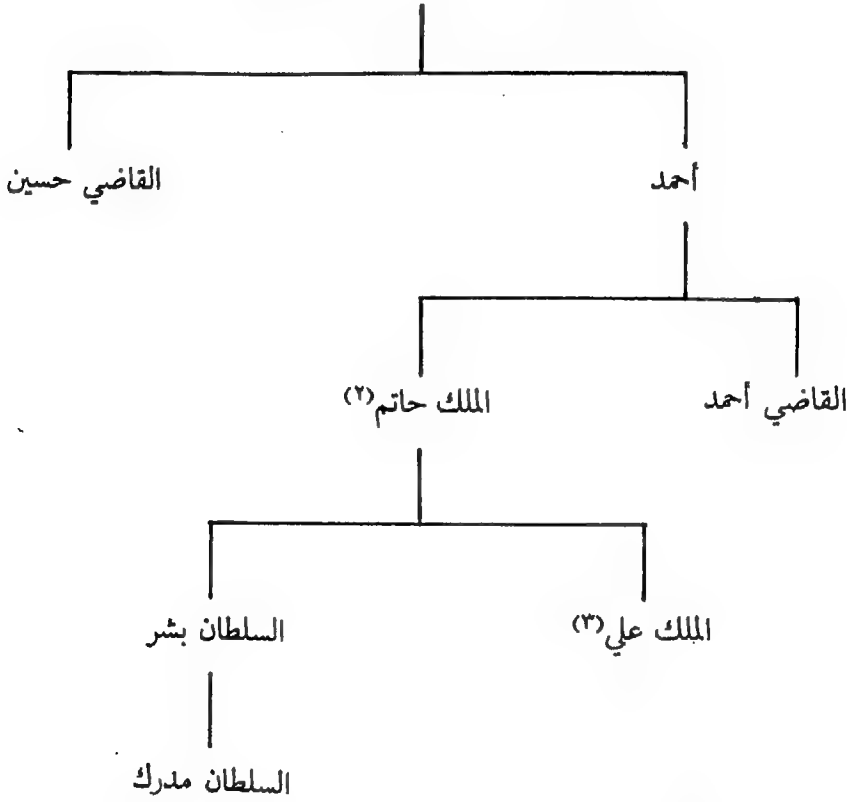 أحمد القاضي حسين
القاضي أحمد الملك حاتم(٢)
الملك علي(٣) السلطان بشر
السلطان مدرك